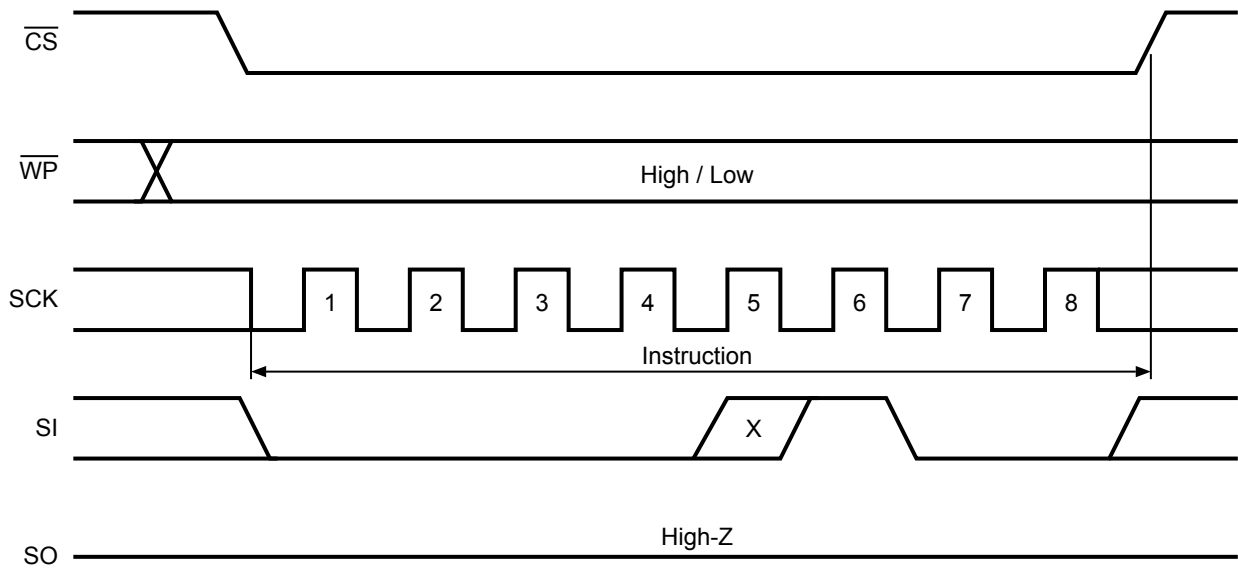 CS
WP
High / Low
SCK
1 2 3 4 5 6 7 8
Instruction
SI
X
High-Z
SO